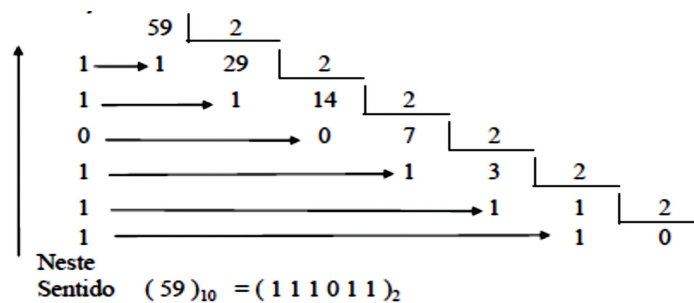 59 2
1 1 29 2
1 1 14 2
0 0 7 2
1 1 3 2
1 1 1 2
1 1 0
Neste
Sentido (59)₁₀ = (1 1 1 0 1 1)₂